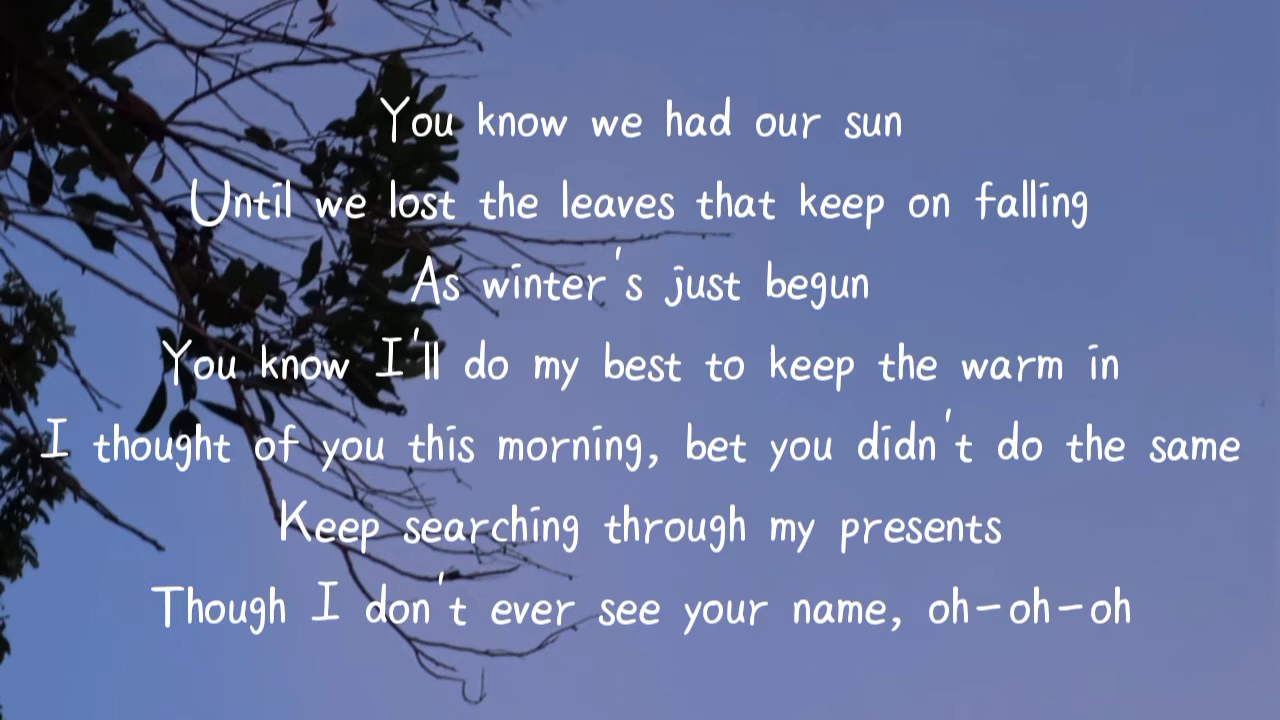 You know we had our sun
Until we lost the leaves that keep on falling
As winter's just begun
You know I'll do my best to keep the warm in
I thought of you this morning, bet you didn't do the same
Keep searching through my presents
Though I don't ever see your name, oh-oh-oh